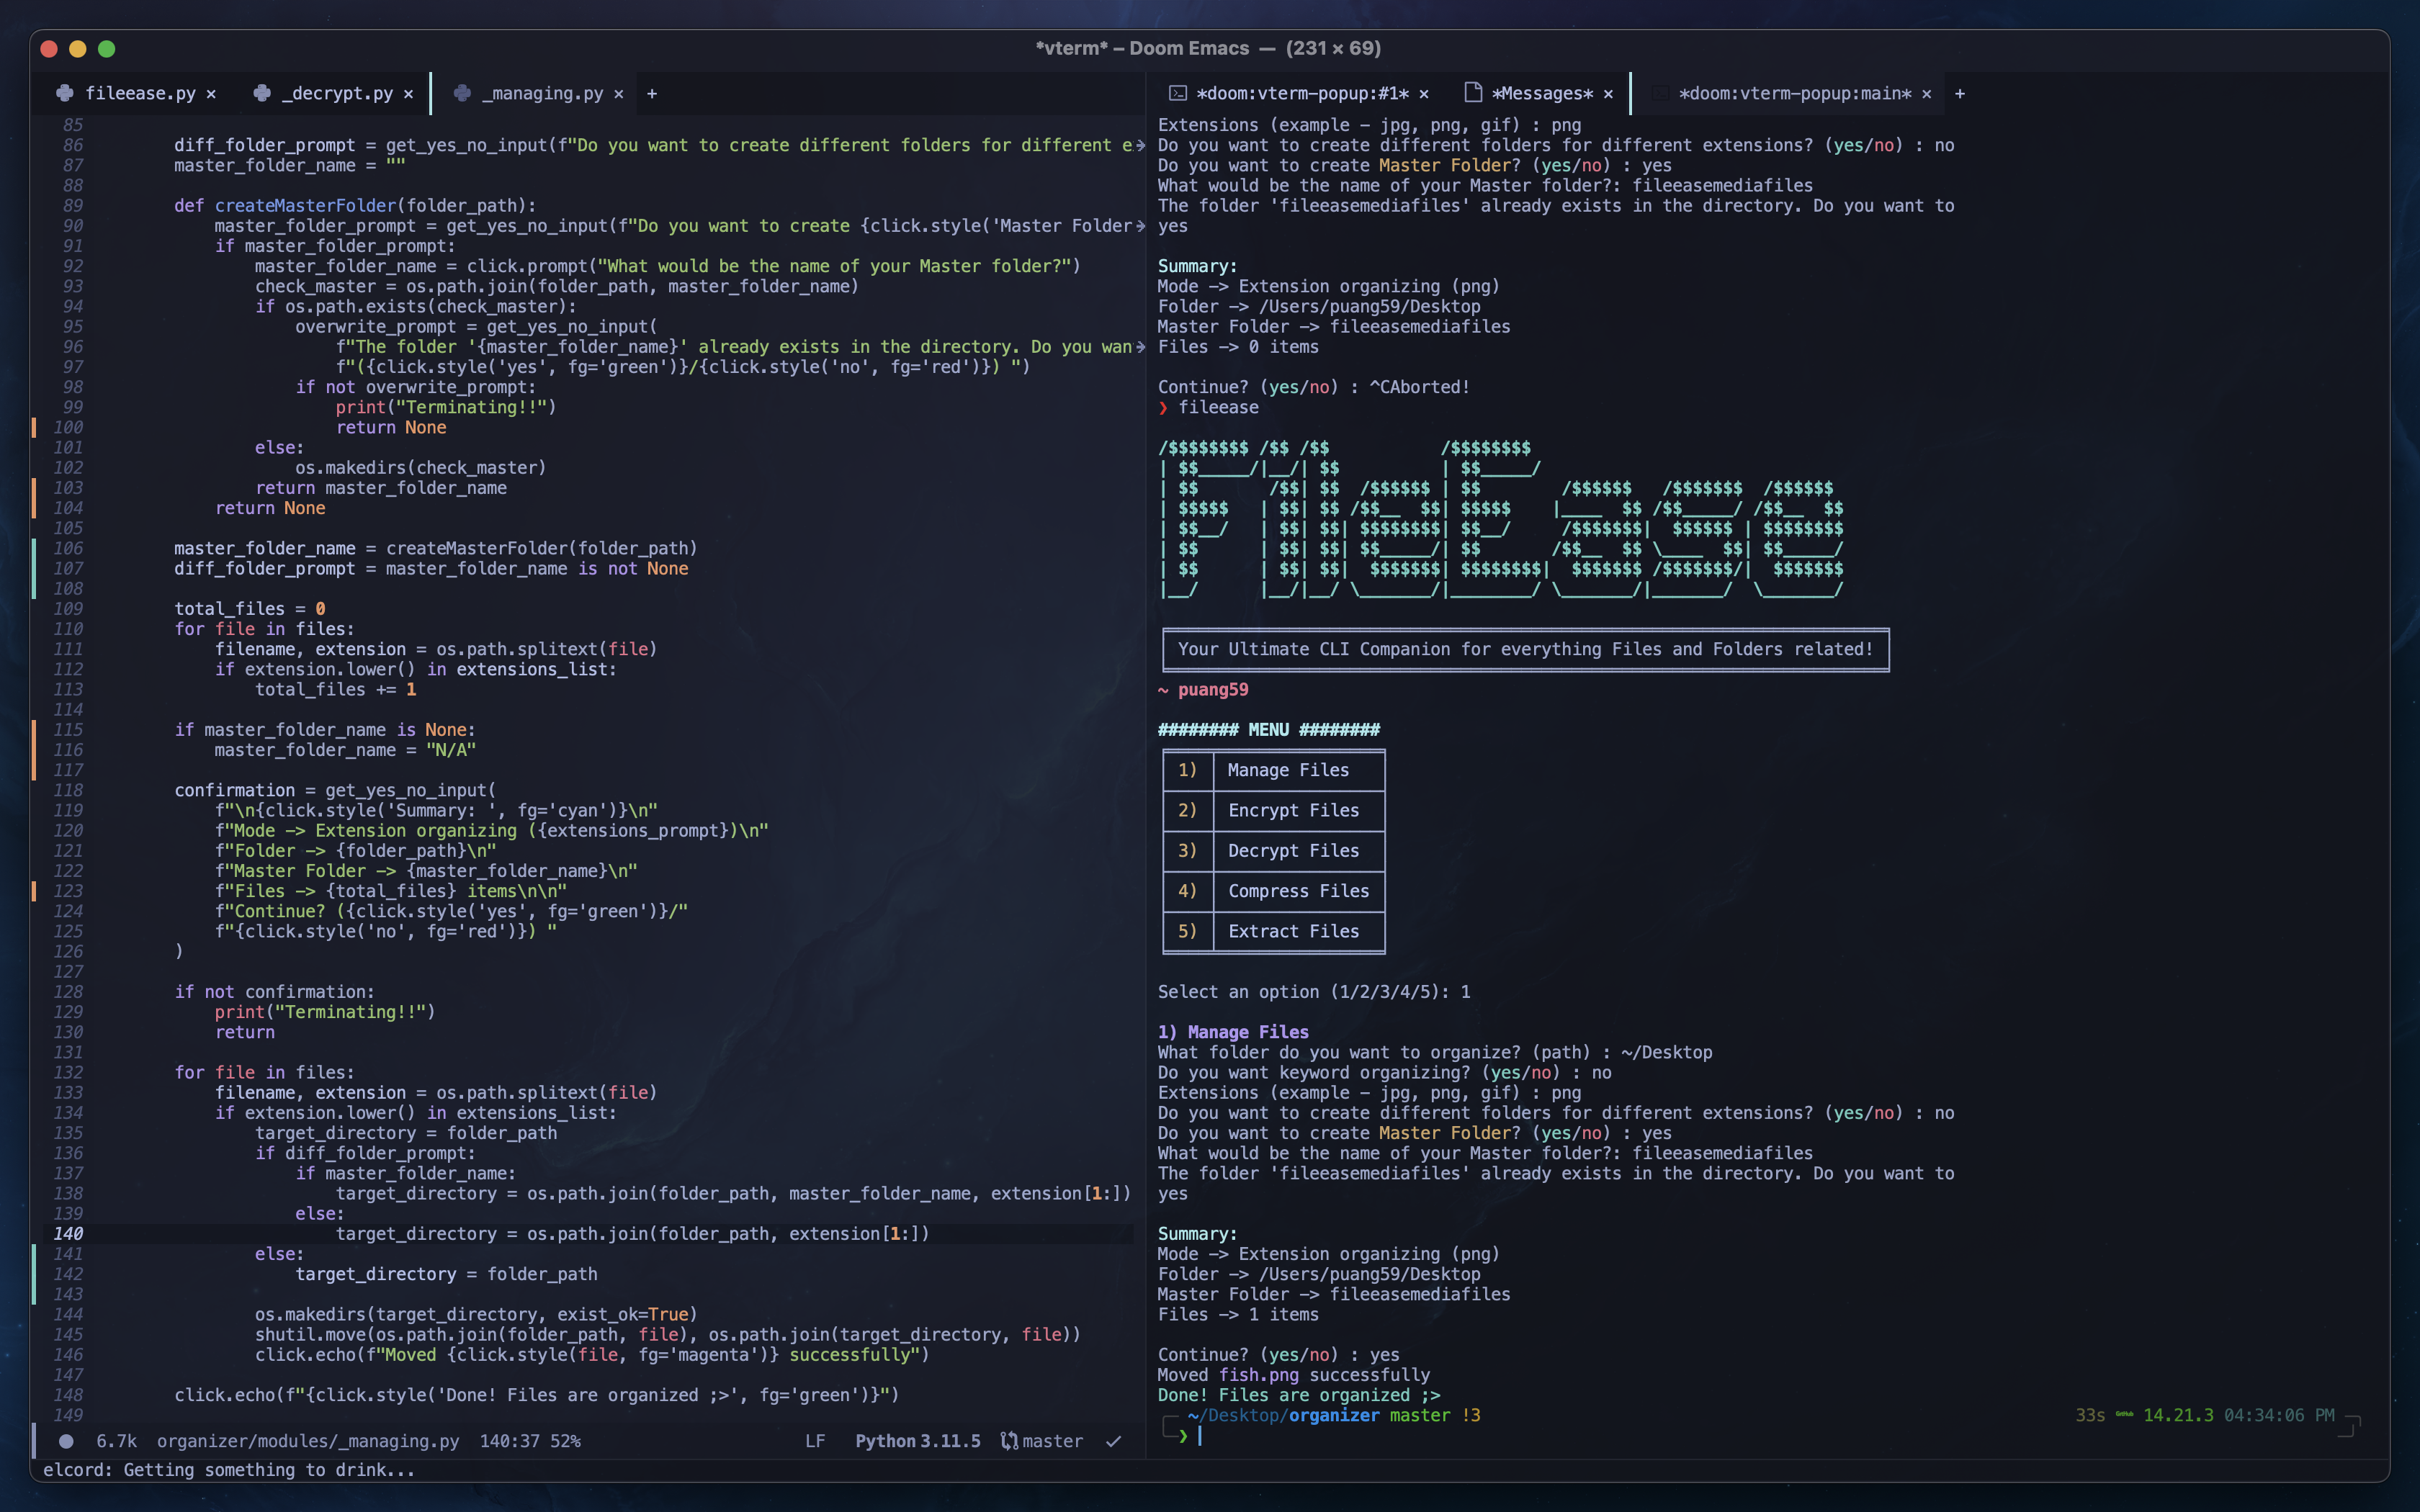 *vterm* – Doom Emacs — (231 × 69)
fileease.py × _decrypt.py × _managing.py × +
85
86 diff_folder_prompt = get_yes_no_input(f"Do you want to create different folders for different e
87 master_folder_name = ""
88
89 def createMasterFolder(folder_path):
90 master_folder_prompt = get_yes_no_input(f"Do you want to create {click.style('Master Folder
91 if master_folder_prompt:
92 master_folder_name = click.prompt("What would be the name of your Master folder?")
93 check_master = os.path.join(folder_path, master_folder_name)
94 if os.path.exists(check_master):
95 overwrite_prompt = get_yes_no_input(
96 f"The folder '{master_folder_name}' already exists in the directory. Do you wan
97 f"({click.style('yes', fg='green')}/{click.style('no', fg='red')}) ")
98 if not overwrite_prompt:
99 print("Terminating!!")
100 return None
101 else:
102 os.makedirs(check_master)
103 return master_folder_name
104 return None
105
106 master_folder_name = createMasterFolder(folder_path)
107 diff_folder_prompt = master_folder_name is not None
108
109 total_files = 0
110 for file in files:
111 filename, extension = os.path.splitext(file)
112 if extension.lower() in extensions_list:
113 total_files += 1
114
115 if master_folder_name is None:
116 master_folder_name = "N/A"
117
118 confirmation = get_yes_no_input(
119 f"\n{click.style('Summary: ', fg='cyan')}\n"
120 f"Mode -> Extension organizing ({extensions_prompt})\n"
121 f"Folder -> {folder_path}\n"
122 f"Master Folder -> {master_folder_name}\n"
123 f"Files -> {total_files} items\n\n"
124 f"Continue? ({click.style('yes', fg='green')}/"
125 f"{click.style('no', fg='red')}) "
126 )
127
128 if not confirmation:
129 print("Terminating!!")
130 return
131
132 for file in files:
133 filename, extension = os.path.splitext(file)
134 if extension.lower() in extensions_list:
135 target_directory = folder_path
136 if diff_folder_prompt:
137 if master_folder_name:
138 target_directory = os.path.join(folder_path, master_folder_name, extension[1:])
139 else:
140 target_directory = os.path.join(folder_path, extension[1:])
141 else:
142 target_directory = folder_path
143
144 os.makedirs(target_directory, exist_ok=True)
145 shutil.move(os.path.join(folder_path, file), os.path.join(target_directory, file))
146 click.echo(f"Moved {click.style(file, fg='magenta')} successfully")
147
148 click.echo(f"{click.style('Done! Files are organized ;>', fg='green')}")
149
6.7k organizer/modules/_managing.py 140:37 52% LF Python 3.11.5 master
elcord: Getting something to drink...
*doom:vterm-popup:#1* × *Messages* × *doom:vterm-popup:main* × +
Extensions (example – jpg, png, gif) : png
Do you want to create different folders for different extensions? (yes/no) : no
Do you want to create Master Folder? (yes/no) : yes
What would be the name of your Master folder?: fileeasemediafiles
The folder 'fileeasemediafiles' already exists in the directory. Do you want to
yes
Summary:
Mode -> Extension organizing (png)
Folder -> /Users/puang59/Desktop
Master Folder -> fileeasemediafiles
Files -> 0 items
Continue? (yes/no) : ^CAborted!
❯ fileease
FileEase
Your Ultimate CLI Companion for everything Files and Folders related!
~ puang59
######## MENU ########
1) Manage Files
2) Encrypt Files
3) Decrypt Files
4) Compress Files
5) Extract Files
Select an option (1/2/3/4/5): 1
1) Manage Files
What folder do you want to organize? (path) : ~/Desktop
Do you want keyword organizing? (yes/no) : no
Extensions (example – jpg, png, gif) : png
Do you want to create different folders for different extensions? (yes/no) : no
Do you want to create Master Folder? (yes/no) : yes
What would be the name of your Master folder?: fileeasemediafiles
The folder 'fileeasemediafiles' already exists in the directory. Do you want to
yes
Summary:
Mode -> Extension organizing (png)
Folder -> /Users/puang59/Desktop
Master Folder -> fileeasemediafiles
Files -> 1 items
Continue? (yes/no) : yes
Moved fish.png successfully
Done! Files are organized ;>
~/Desktop/organizer master !3 33s 14.21.3 04:34:06 PM
❯